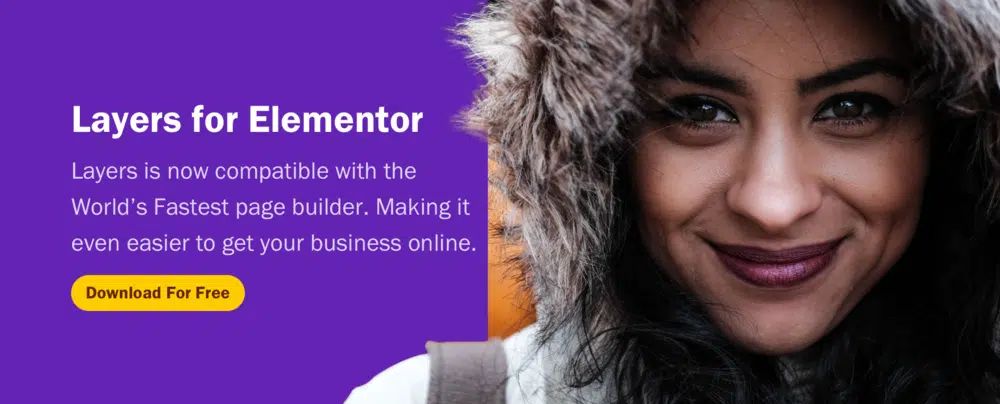 Layers for Elementor
Layers is now compatible with the
World’s Fastest page builder. Making it
even easier to get your business online.
Download For Free